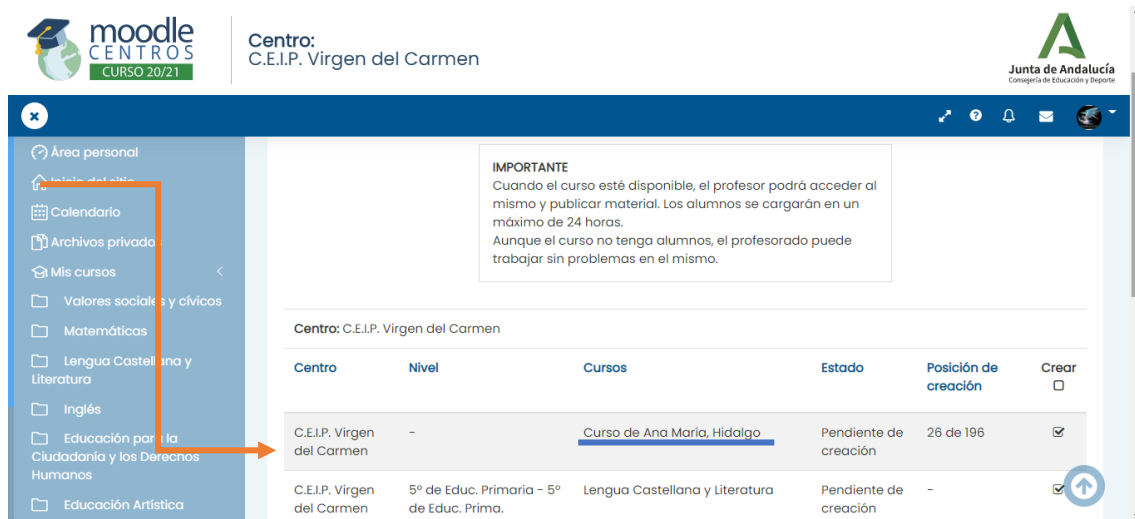 moodle
CENTROS
CURSO 20/21
Centro:
C.E.I.P. Virgen del Carmen
Junta de Andalucía
Consejería de Educación y Deporte
Área personal
Inicio del sitio
Calendario
Archivos privados
Mis cursos
Valores sociales y cívicos
Matemáticas
Lengua Castellana y
Literatura
Inglés
Educación para la
Ciudadanía y los Derechos
Humanos
Educación Artística
IMPORTANTE
Cuando el curso esté disponible, el profesor podrá acceder al
mismo y publicar material. Los alumnos se cargarán en un
máximo de 24 horas.
Aunque el curso no tenga alumnos, el profesorado puede
trabajar sin problemas en el mismo.
Centro: C.E.I.P. Virgen del Carmen
Centro Nivel Cursos Estado Posición de Crear
creación
C.E.I.P. Virgen - Curso de Ana María, Hidalgo Pendiente de 26 de 196
del Carmen creación
C.E.I.P. Virgen 5º de Educ. Primaria - 5º Lengua Castellana y Literatura Pendiente de -
del Carmen de Educ. Prima. creación